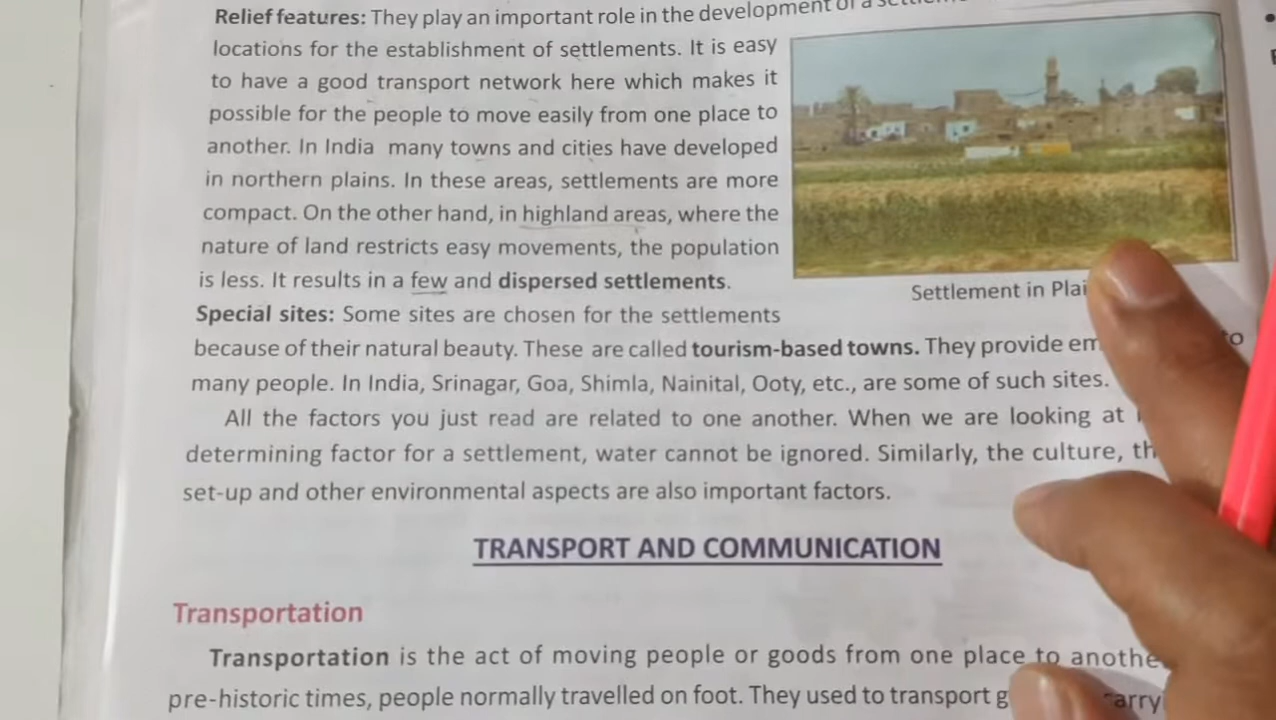 Relief features: They play an important role in the development of a
locations for the establishment of settlements. It is easy
to have a good transport network here which makes it
possible for the people to move easily from one place to
another. In India many towns and cities have developed
in northern plains. In these areas, settlements are more
compact. On the other hand, in highland areas, where the
nature of land restricts easy movements, the population
is less. It results in a few and dispersed settlements.
Settlement in
Special sites: Some sites are chosen for the settlements
because of their natural beauty. These are called tourism-based towns. They provide to
many people. In India, Srinagar, Goa, Shimla, Nainital, Ooty, etc., are some of such sites.
All the factors you just read are related to one another. When we are looking at
determining factor for a settlement, water cannot be ignored. Similarly, the culture,
set-up and other environmental aspects are also important factors.
TRANSPORT AND COMMUNICATION
Transportation
Transportation is the act of moving people or goods from one place to
pre-historic times, people normally travelled on foot. They used to transport